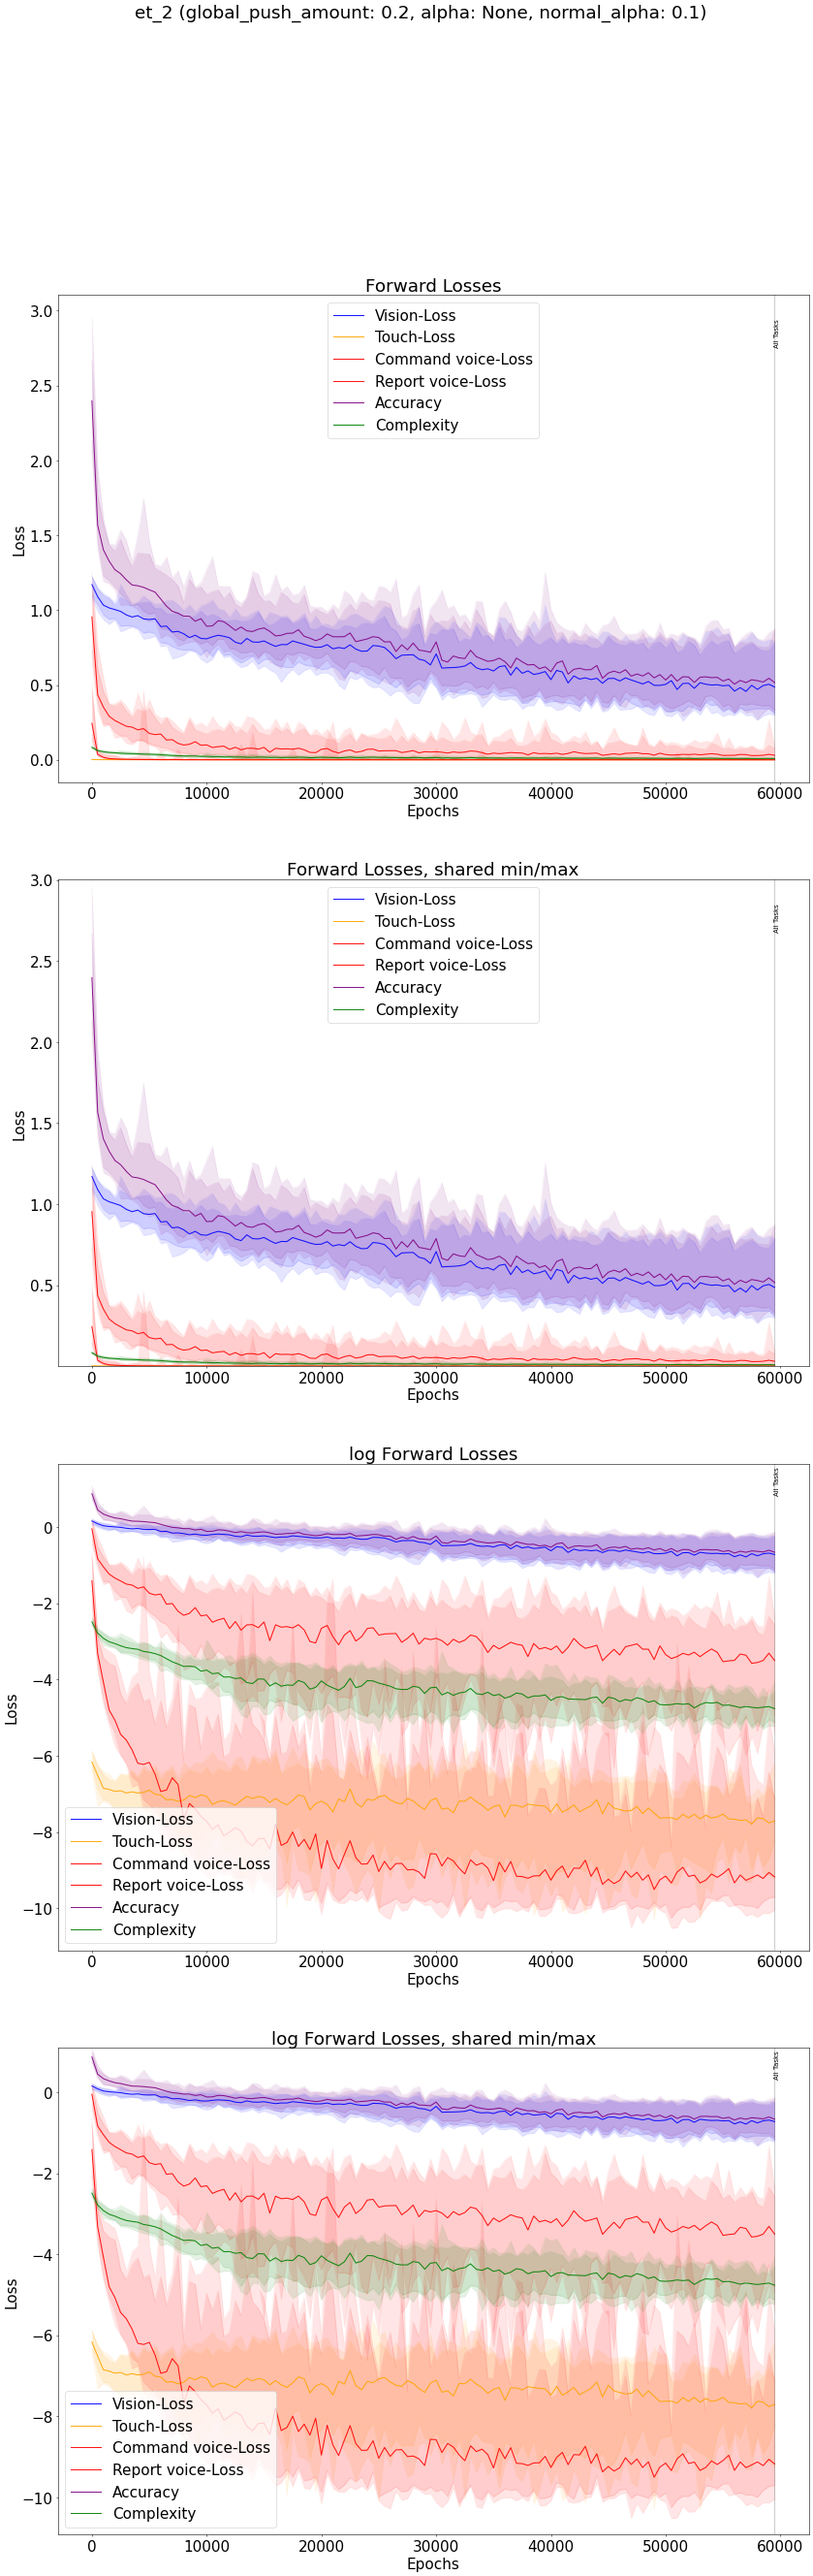 et_2 (global_push_amount: 0.2, alpha: None, normal_alpha: 0.1)
Forward Losses
Vision-Loss
Touch-Loss
Command voice-Loss
Report voice-Loss
Accuracy
Complexity
All Tasks
3.0
2.5
2.0
1.5
1.0
0.5
0.0
Loss
0 10000 20000 30000 40000 50000 60000
Epochs
Forward Losses, shared min/max
Vision-Loss
Touch-Loss
Command voice-Loss
Report voice-Loss
Accuracy
Complexity
All Tasks
3.0
2.5
2.0
1.5
1.0
0.5
Loss
0 10000 20000 30000 40000 50000 60000
Epochs
log Forward Losses
All Tasks
0
−2
−4
−6
−8
−10
Loss
Vision-Loss
Touch-Loss
Command voice-Loss
Report voice-Loss
Accuracy
Complexity
0 10000 20000 30000 40000 50000 60000
Epochs
log Forward Losses, shared min/max
All Tasks
0
−2
−4
−6
−8
−10
Loss
Vision-Loss
Touch-Loss
Command voice-Loss
Report voice-Loss
Accuracy
Complexity
0 10000 20000 30000 40000 50000 60000
Epochs